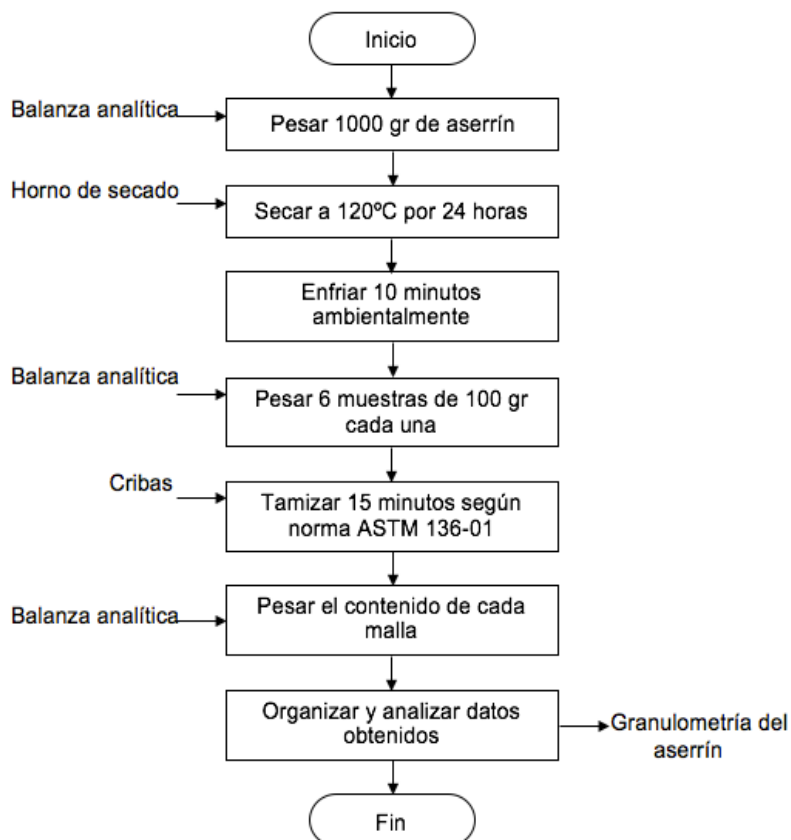 Inicio
Balanza analítica
Pesar 1000 gr de aserrín
Horno de secado
Secar a 120ºC por 24 horas
Enfriar 10 minutos
ambientalmente
Balanza analítica
Pesar 6 muestras de 100 gr
cada una
Cribas
Tamizar 15 minutos según
norma ASTM 136-01
Balanza analítica
Pesar el contenido de cada
malla
Organizar y analizar datos
obtenidos
Granulometría del
aserrín
Fin